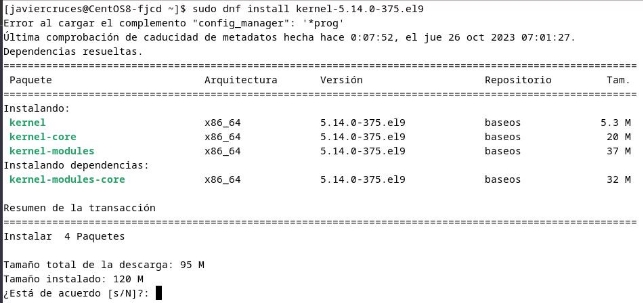 [javiercruces@CentOS8-fjcd ~]$ sudo dnf install kernel-5.14.0-375.el9
Error al cargar el complemento "config_manager": '*prog'
Última comprobación de caducidad de metadatos hecha hace 0:07:52, el jue 26 oct 2023 07:01:27.
Dependencias resueltas.
================================================================================================
Paquete Arquitectura Versión Repositorio Tam.
================================================================================================
Instalando:
kernel x86_64 5.14.0-375.el9 baseos 5.3 M
kernel-core x86_64 5.14.0-375.el9 baseos 20 M
kernel-modules x86_64 5.14.0-375.el9 baseos 37 M
Instalando dependencias:
kernel-modules-core x86_64 5.14.0-375.el9 baseos 32 M
Resumen de la transacción
================================================================================================
Instalar 4 Paquetes
Tamaño total de la descarga: 95 M
Tamaño instalado: 120 M
¿Está de acuerdo [s/N]?: